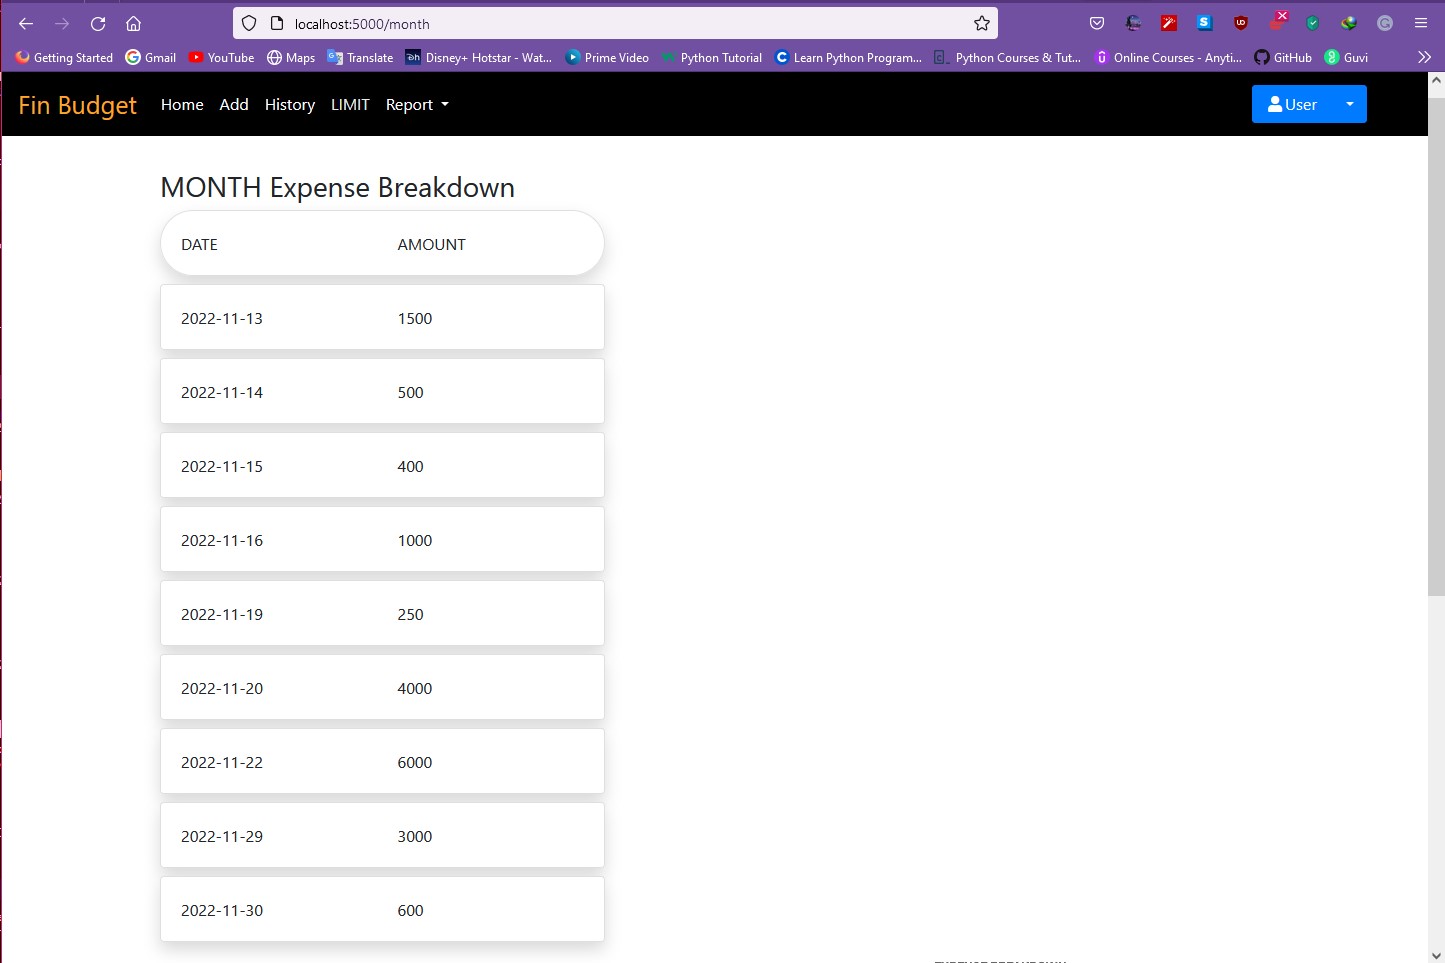 localhost:5000/month
Getting Started Gmail YouTube Maps Translate Disney+ Hotstar - Wat... Prime Video Python Tutorial Learn Python Program... Python Courses & Tut... Online Courses - Anyti... GitHub Guvi
Fin Budget Home Add History LIMIT Report User
MONTH Expense Breakdown
DATE AMOUNT
2022-11-13 1500
2022-11-14 500
2022-11-15 400
2022-11-16 1000
2022-11-19 250
2022-11-20 4000
2022-11-22 6000
2022-11-29 3000
2022-11-30 600